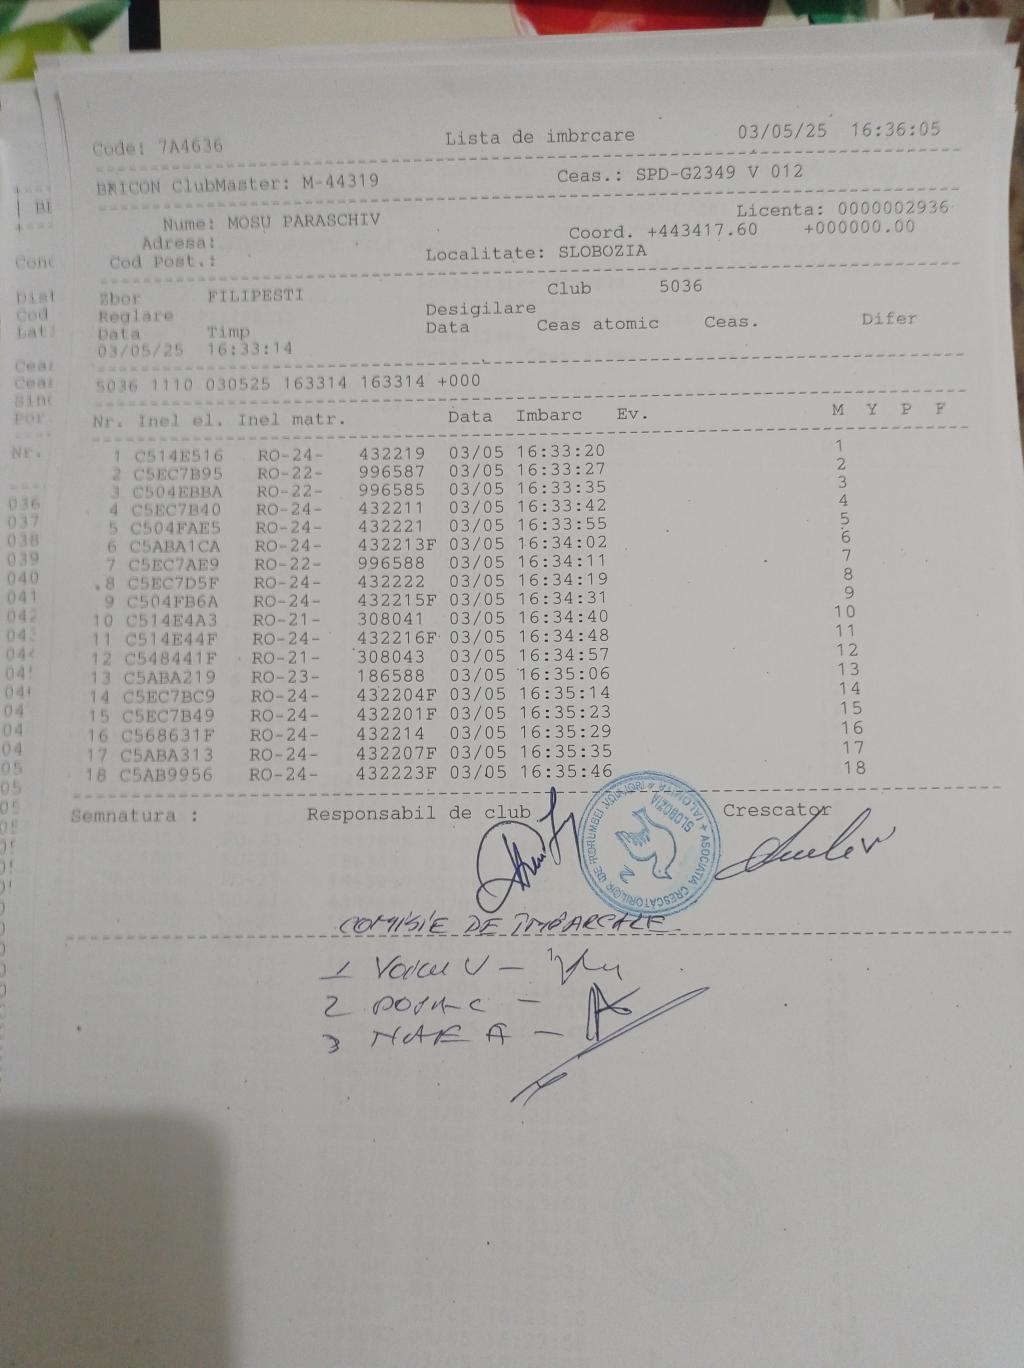 Code: 7A4636 Lista de imbrcare 03/05/25 16:36:05
BRICON ClubMaster: M-44319 Ceas.: SPD-G2349 V 012
Licenta: 0000002936
Nume: MOSU PARASCHIV Coord. +443417.60 +000000.00
Adresa:
Cod Post.: Localitate: SLOBOZIA
Zbor FILIPESTI Club 5036
Reglare Desigilare
Data Timp Data Ceas atomic Ceas. Difer
03/05/25 16:33:14
5036 1110 030525 163314 163314 +000
Nr. Inel el. Inel matr. Data Imbarc Ev. M Y P F
1 C514E516 RO-24- 432219 03/05 16:33:20 1
2 C5EC7B95 RO-22- 996587 03/05 16:33:27 2
3 C504EBBA RO-22- 996585 03/05 16:33:35 3
4 C5EC7B40 RO-24- 432211 03/05 16:33:42 4
5 C504FAE5 RO-24- 432221 03/05 16:33:55 5
6 C5ABA1CA RO-24- 432213F 03/05 16:34:02 6
7 C5EC7AE9 RO-22- 996588 03/05 16:34:11 7
8 C5EC7D5F RO-24- 432222 03/05 16:34:19 8
9 C504FB6A RO-24- 432215F 03/05 16:34:31 9
10 C514E4A3 RO-21- 308041 03/05 16:34:40 10
11 C514E44F RO-24- 432216F 03/05 16:34:48 11
12 C548441F RO-21- 308043 03/05 16:34:57 12
13 C5ABA219 RO-23- 186588 03/05 16:35:06 13
14 C5EC7BC9 RO-24- 432204F 03/05 16:35:14 14
15 C5EC7B49 RO-24- 432201F 03/05 16:35:23 15
16 C568631F RO-24- 432214 03/05 16:35:29 16
17 C5ABA313 RO-24- 432207F 03/05 16:35:35 17
18 C5AB9956 RO-24- 432223F 03/05 16:35:46 18
Semnatura : Responsabil de club Crescator
ASOCIATIA CRESCATORILOR DE PORUMBEI VOIAJORI IALOMITA
SLOBOZIA
2
COMISIE DE IMBARCARE
1 Voicu V -
2
3 NAE A -